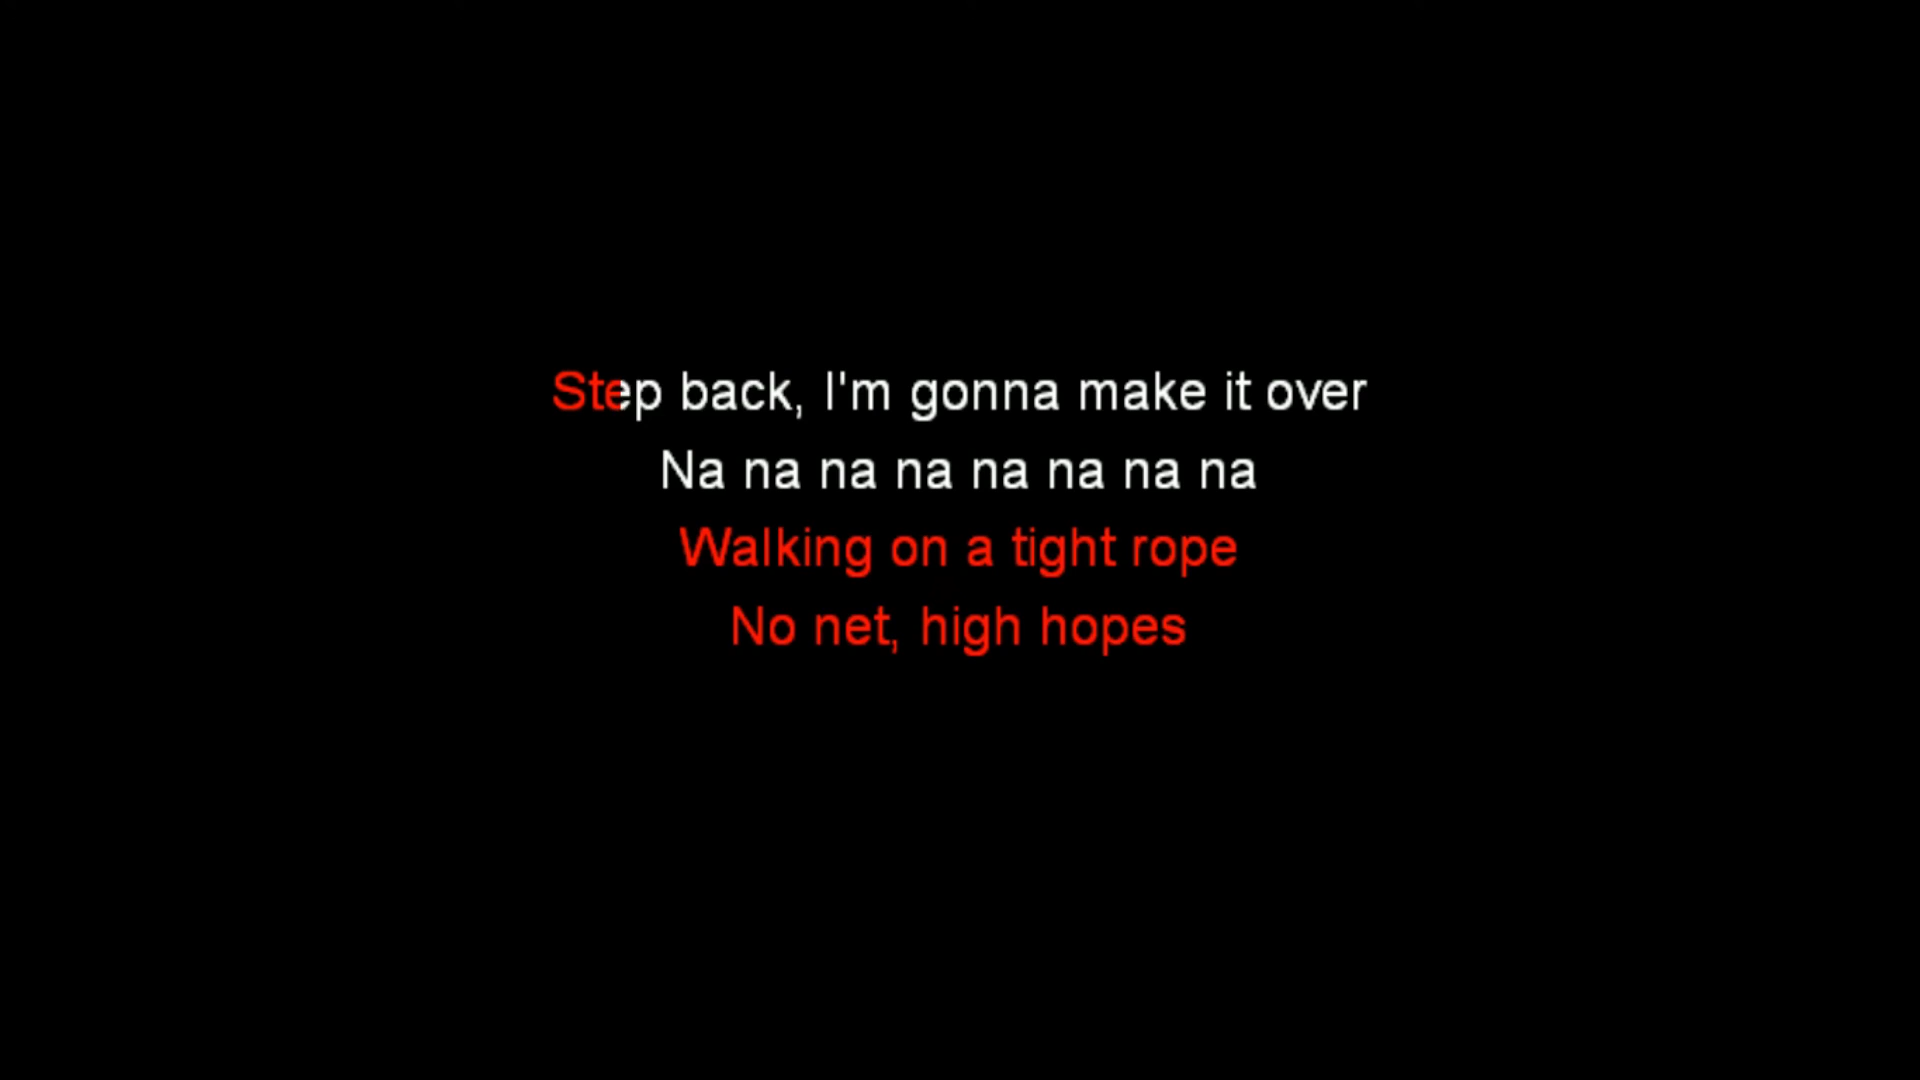 Step back, I'm gonna make it over
Na na na na na na na na
Walking on a tight rope
No net, high hopes